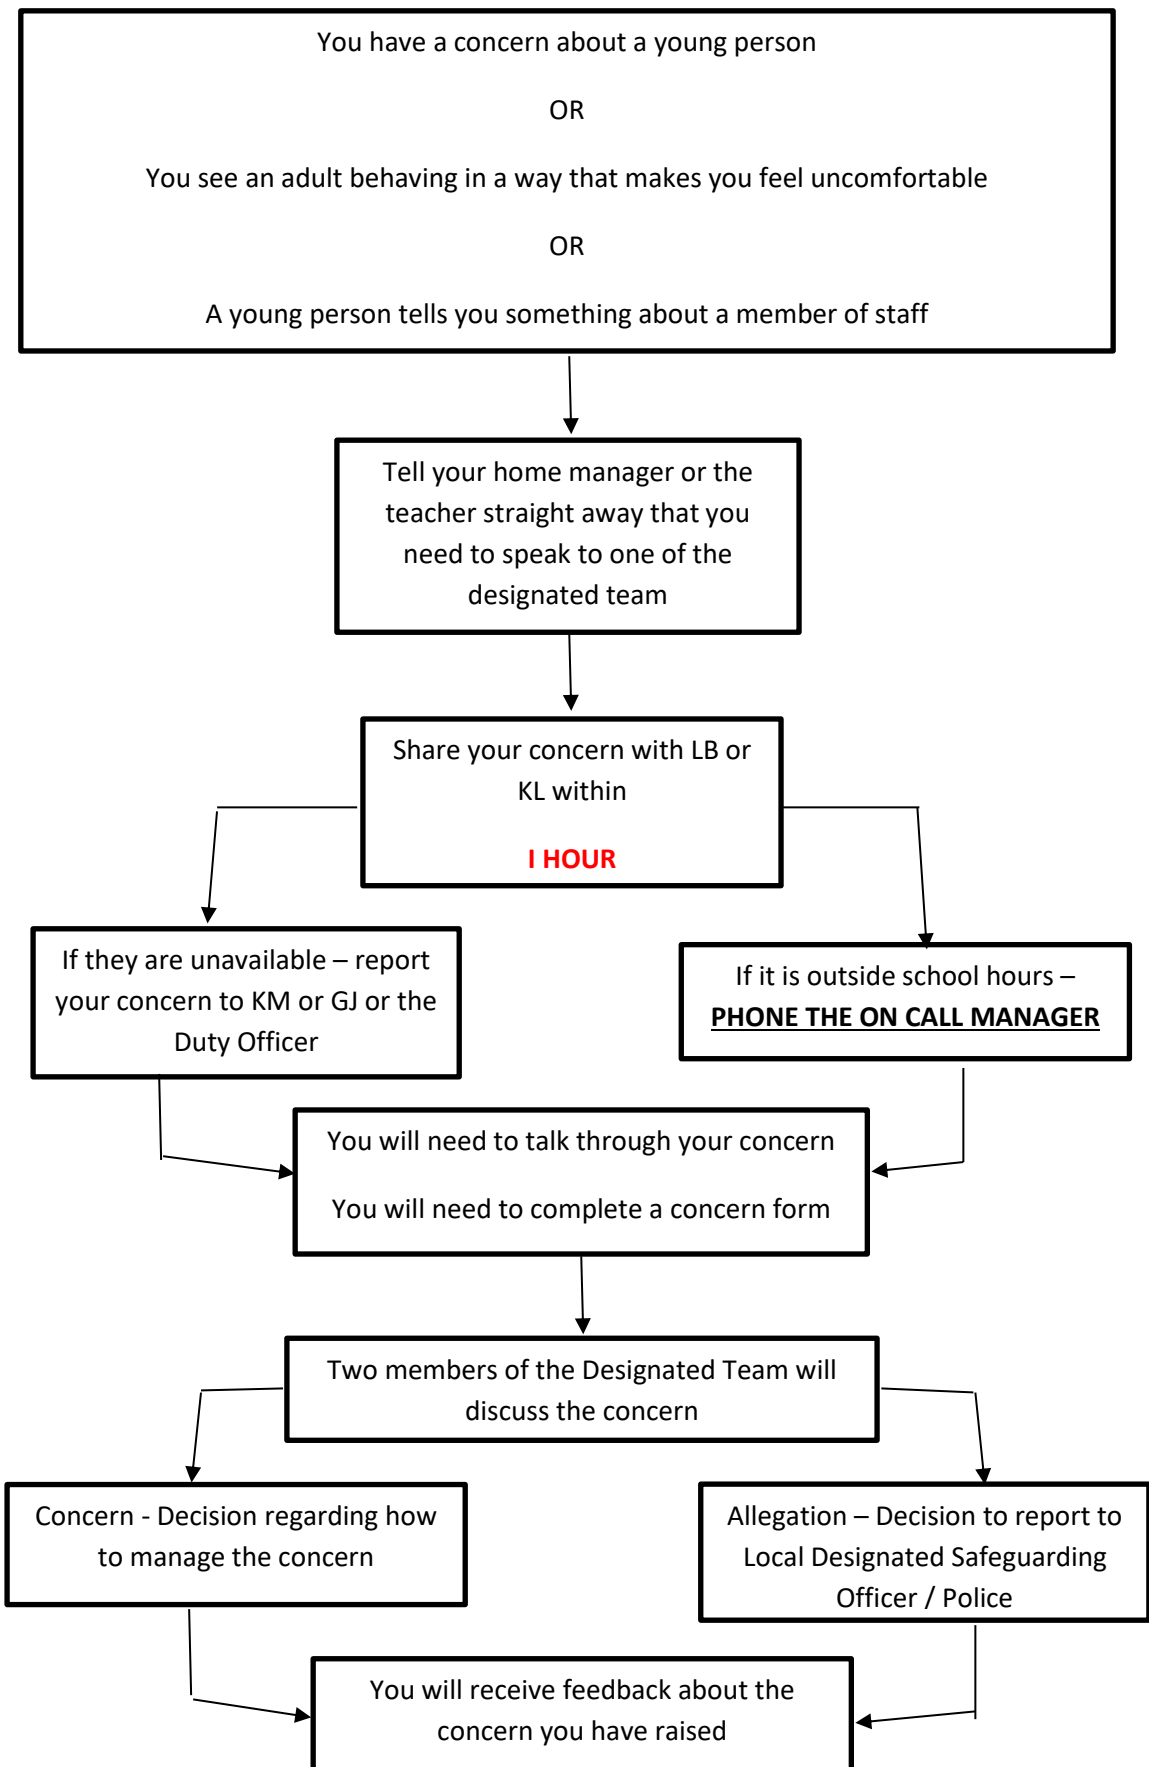 You have a concern about a young person
OR
You see an adult behaving in a way that makes you feel uncomfortable
OR
A young person tells you something about a member of staff
Tell your home manager or the
teacher straight away that you
need to speak to one of the
designated team
Share your concern with LB or
KL within
I HOUR
If they are unavailable – report
your concern to KM or GJ or the
Duty Officer
If it is outside school hours –
PHONE THE ON CALL MANAGER
You will need to talk through your concern
You will need to complete a concern form
Two members of the Designated Team will
discuss the concern
Concern - Decision regarding how
to manage the concern
Allegation – Decision to report to
Local Designated Safeguarding
Officer / Police
You will receive feedback about the
concern you have raised